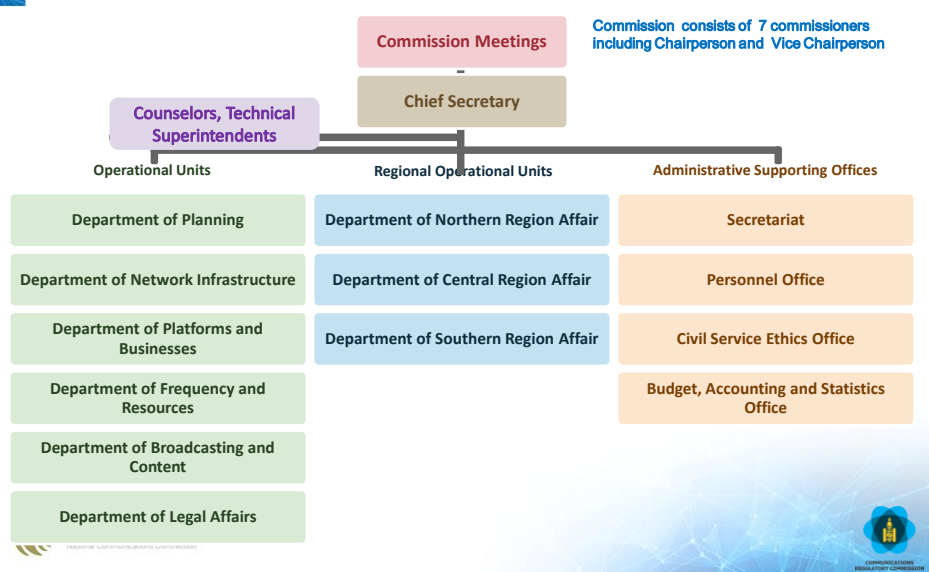 Commission Meetings
Commission consists of 7 commissioners
including Chairperson and Vice Chairperson
Chief Secretary
Counselors, Technical
Superintendents
Operational Units
Regional Operational Units
Administrative Supporting Offices
Department of Planning
Department of Northern Region Affair
Secretariat
Department of Network Infrastructure
Department of Central Region Affair
Personnel Office
Department of Platforms and
Businesses
Department of Southern Region Affair
Civil Service Ethics Office
Department of Frequency and
Resources
Budget, Accounting and Statistics
Office
Department of Broadcasting and
Content
Department of Legal Affairs
National Communications Commission
COMMUNICATIONS
REGULATORY COMMISSION